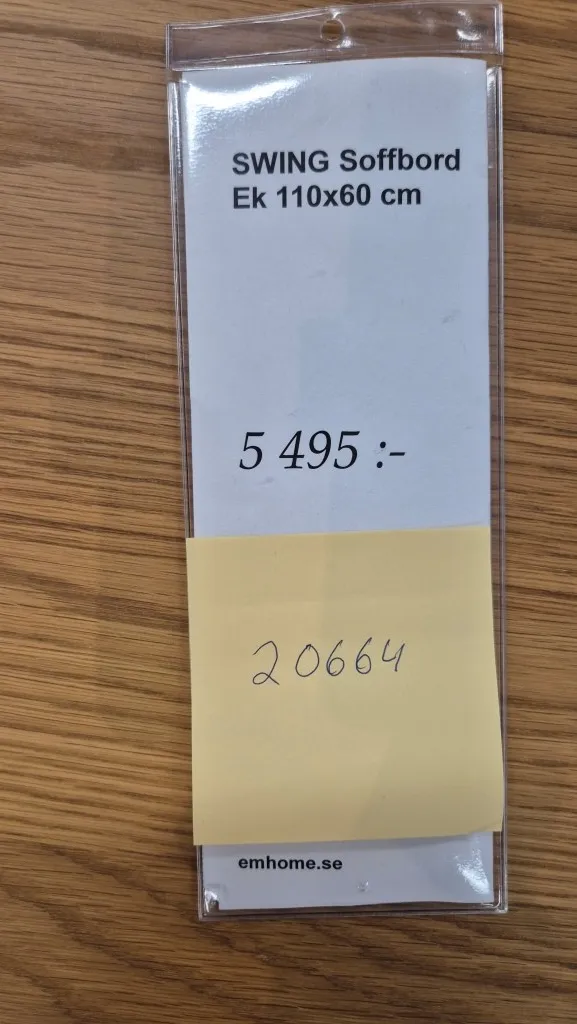 SWING Soffbord
Ek 110x60 cm
5 495 :-
20664
emhome.se